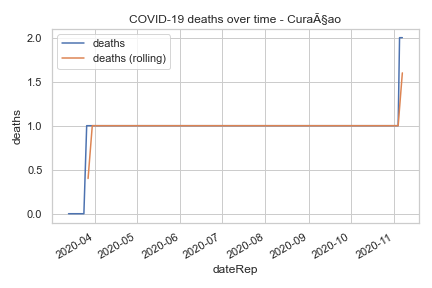 COVID-19 deaths over time - CuraÃ§ao
deaths
deaths (rolling)
2.0
1.5
1.0
0.5
0.0
deaths
2020-04
2020-05
2020-06
2020-07
2020-08
2020-09
2020-10
2020-11
dateRep